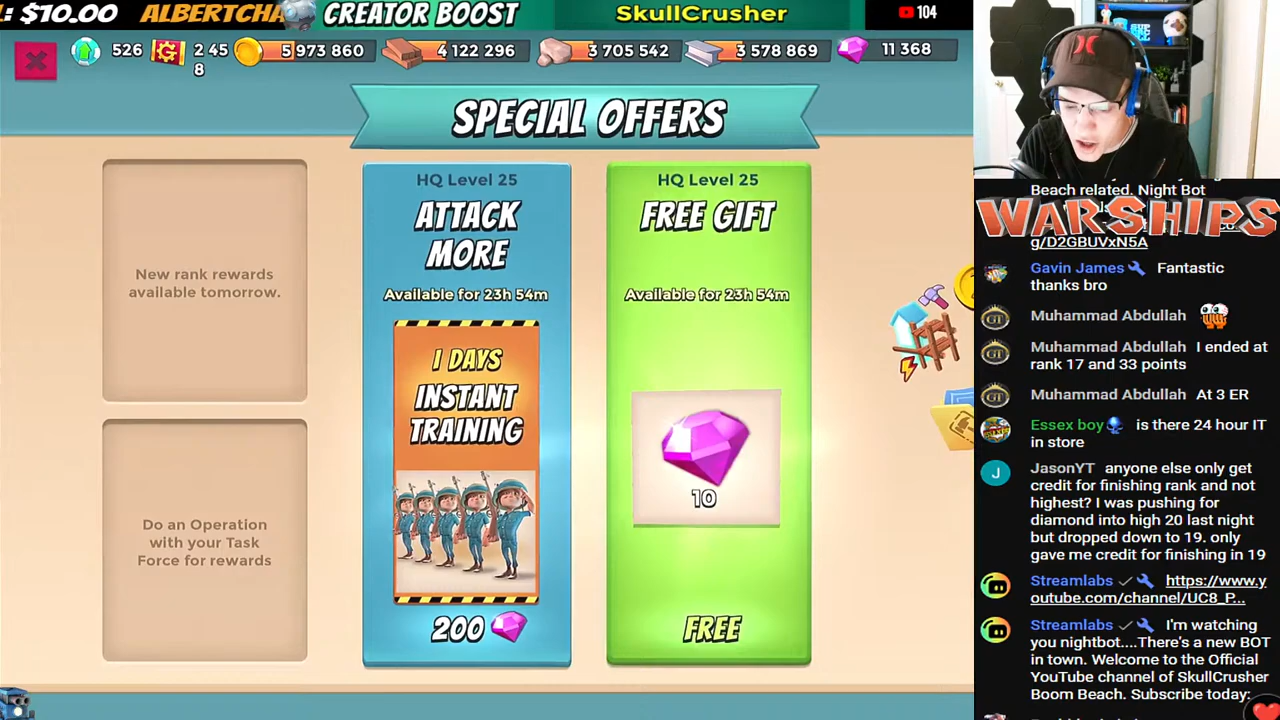 : $10.00 ALBERTCHA
CREATOR BOOST
SkullCrusher
104
526
2 45
8
5 973 860
4 122 296
3 705 542
3 578 869
11 368
SPECIAL OFFERS
New rank rewards
available tomorrow.
Do an Operation
with your Task
Force for rewards
HQ Level 25
ATTACK
MORE
Available for 23h 54m
1 DAYS
INSTANT
TRAINING
200
HQ Level 25
FREE GIFT
Available for 23h 54m
10
FREE
Beach related. Night Bot
WARSHIPS
g/D2GBUVxN5A
Gavin James Fantastic
thanks bro
Muhammad Abdullah
Muhammad Abdullah I ended at
rank 17 and 33 points
Muhammad Abdullah At 3 ER
Essex boy is there 24 hour IT
in store
J JasonYT anyone else only get
credit for finishing rank and not
highest? I was pushing for
diamond into high 20 last night
but dropped down to 19. only
gave me credit for finishing in 19
Streamlabs https://www.y
outube.com/channel/UC8_P...
Streamlabs I'm watching
you nightbot....There's a new BOT
in town. Welcome to the Official
YouTube channel of SkullCrusher
Boom Beach. Subscribe today: